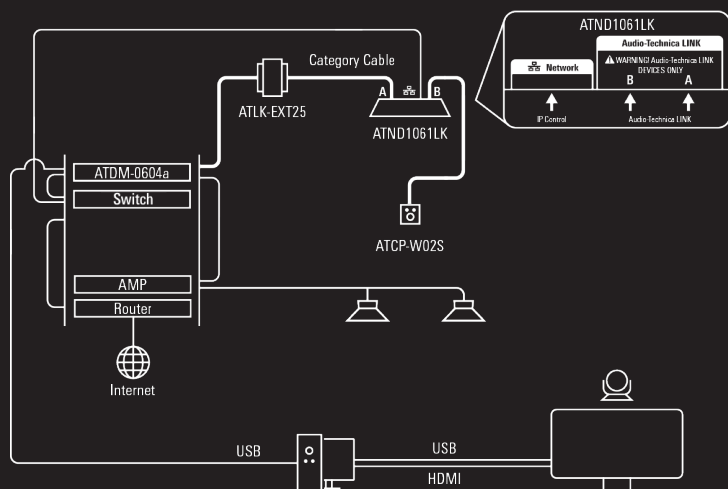 ATND1061LK
Audio-Technica LINK
Network
WARNING! Audio-Technica LINK
DEVICES ONLY
B A
IP Control
Audio-Technica LINK
Category Cable
A B
ATLK-EXT25
ATND1061LK
ATDM-0604a
Switch
ATCP-W02S
AMP
Router
Internet
USB
USB
HDMI